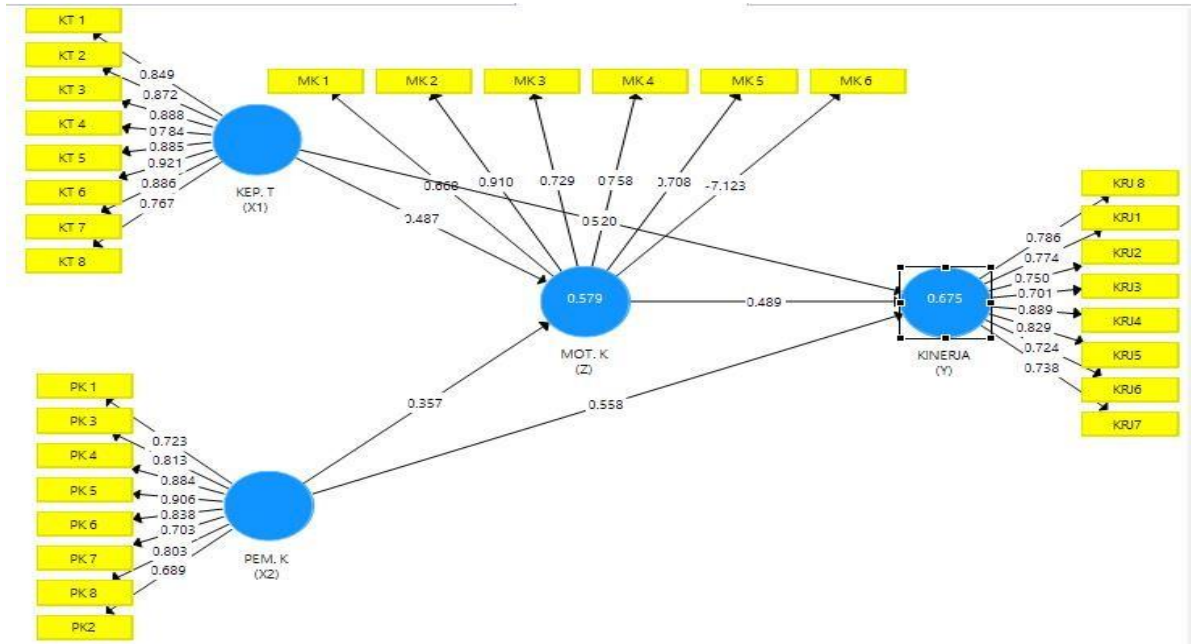 KT 1
KT 2
KT 3
KT 4
KT 5
KT 6
KT 7
KT 8
0.849
0.872
0.888
0.784
0.885
0.921
0.886
0.767
KEP. T
(X1)
MK 1
MK 2
MK 3
MK 4
MK 5
MK 6
0.668
0.910
0.729
0.758
0.708
-7.123
0.487
0.520
0.579
MOT. K
(Z)
0.489
0.357
0.558
PK 1
PK 3
PK 4
PK 5
PK 6
PK 7
PK 8
PK2
0.723
0.813
0.884
0.906
0.838
0.703
0.803
0.689
PEM. K
(X2)
0.675
KINERJA
(Y)
0.786
0.774
0.750
0.701
0.889
0.829
0.724
0.738
KRJ 8
KRJ1
KRJ2
KRJ3
KRJ4
KRJ5
KRJ6
KRJ7